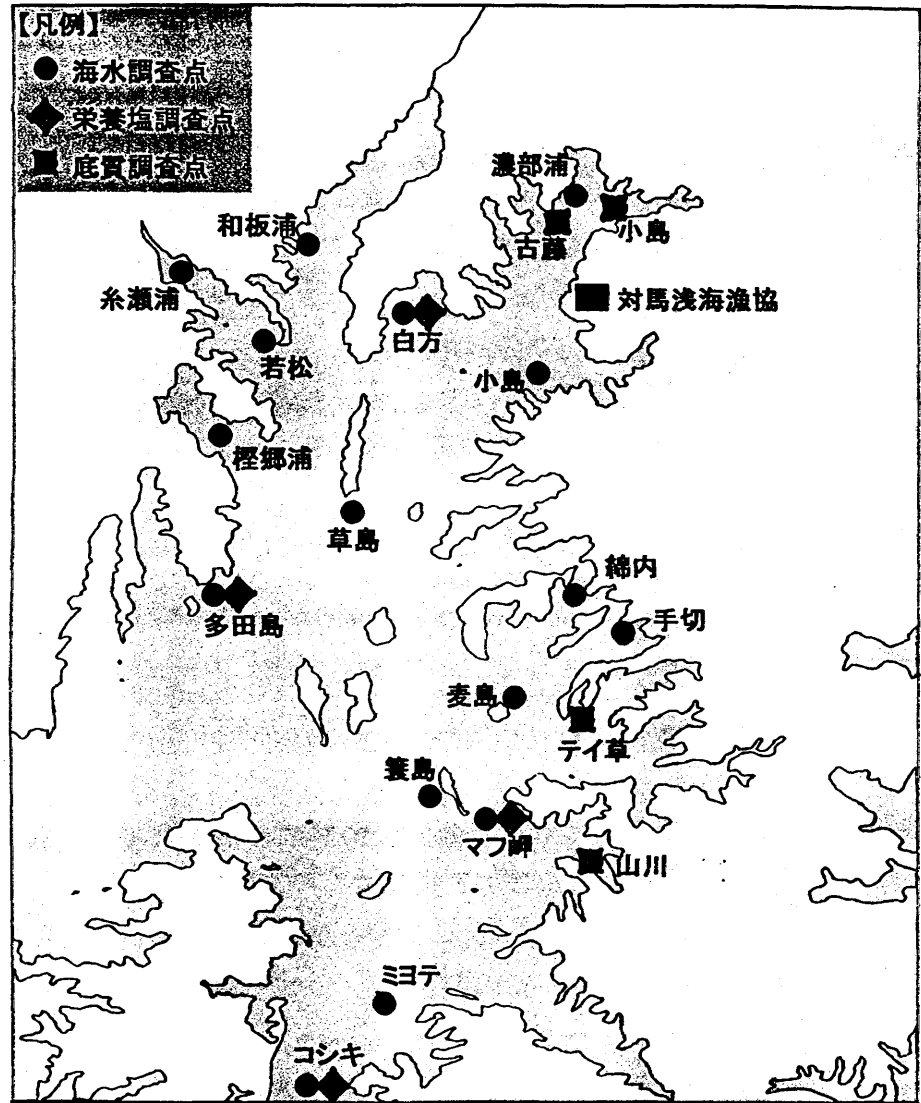 【凡例】
海水調査点
栄養塩調査点
底質調査点
濃部浦
和板浦
古藤
小島
糸瀬浦
対馬浅海漁協
白方
若松
小島
樫郷浦
草島
綿内
多田島
手切
麦島
テイ草
簑島
マフ岬
山川
ミヨテ
コシキ